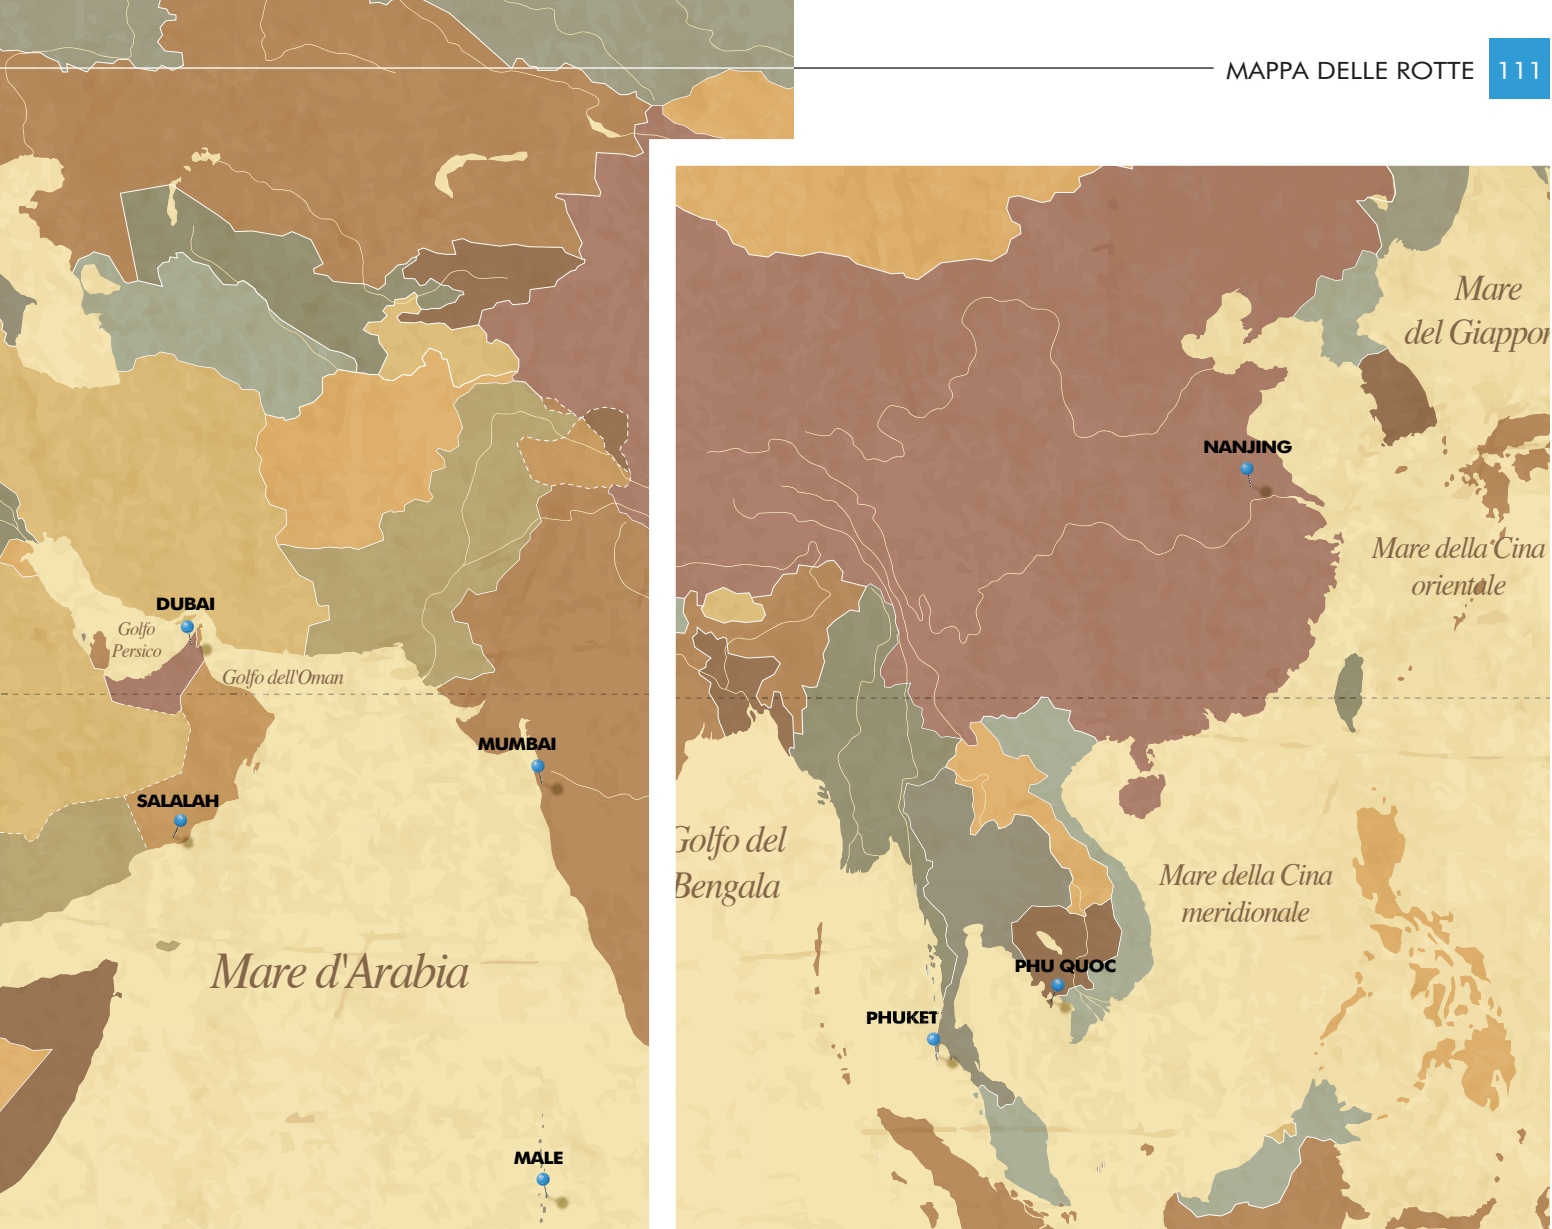 MAPPA DELLE ROTTE 111
Mare
del Giappon
NANJING
Mare della Cina
orientale
DUBAI
Golfo
Persico
Golfo dell'Oman
MUMBAI
SALALAH
Golfo del
Bengala
Mare della Cina
meridionale
Mare d'Arabia
PHU QUOC
PHUKET
MALE